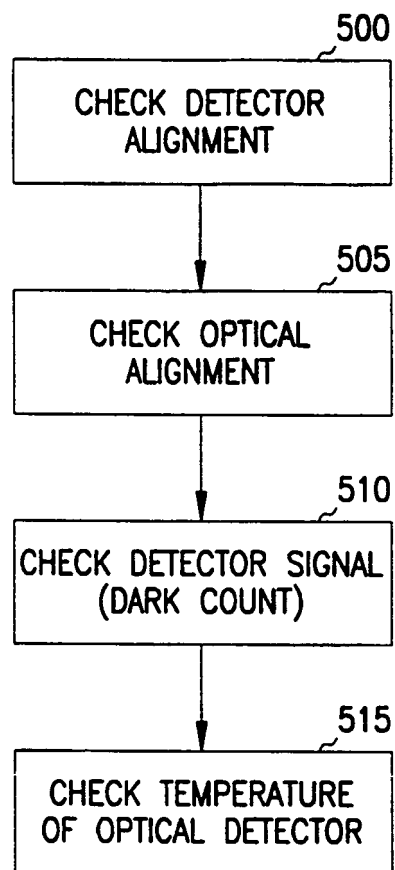 500
CHECK DETECTOR
ALIGNMENT
505
CHECK OPTICAL
ALIGNMENT
510
CHECK DETECTOR SIGNAL
(DARK COUNT)
515
CHECK TEMPERATURE
OF OPTICAL DETECTOR